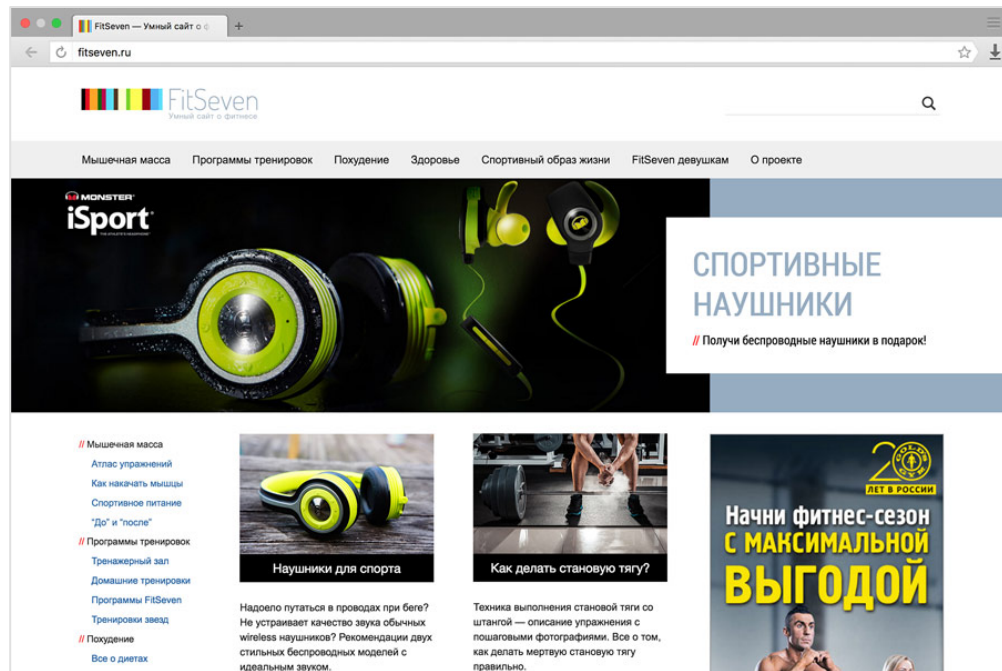 FitSeven — Умный сайт о ф
fitseven.ru
FitSeven
Умный сайт о фитнесе
Мышечная масса Программы тренировок Похудение Здоровье Спортивный образ жизни FitSeven девушкам О проекте
MONSTER
iSport
СПОРТИВНЫЕ
НАУШНИКИ
// Получи беспроводные наушники в подарок!
// Мышечная масса
Атлас упражнений
Как накачать мышцы
Спортивное питание
"До" и "после"
// Программы тренировок
Тренажерный зал
Домашние тренировки
Программы FitSeven
Тренировки звезд
// Похудение
Все о диетах
Наушники для спорта
Надоело путаться в проводах при беге?
Не устраивает качество звука обычных
wireless наушников? Рекомендации двух
стильных беспроводных моделей с
идеальным звуком.
Как делать становую тягу?
Техника выполнения становой тяги со
штангой — описание упражнения с
пошаговыми фотографиями. Все о том,
как делать мертвую становую тягу
правильно.
20
GOLD'S
GYM
ЛЕТ В РОССИИ
Начни фитнес-сезон
С МАКСИМАЛЬНОЙ
ВЫГОДОЙ